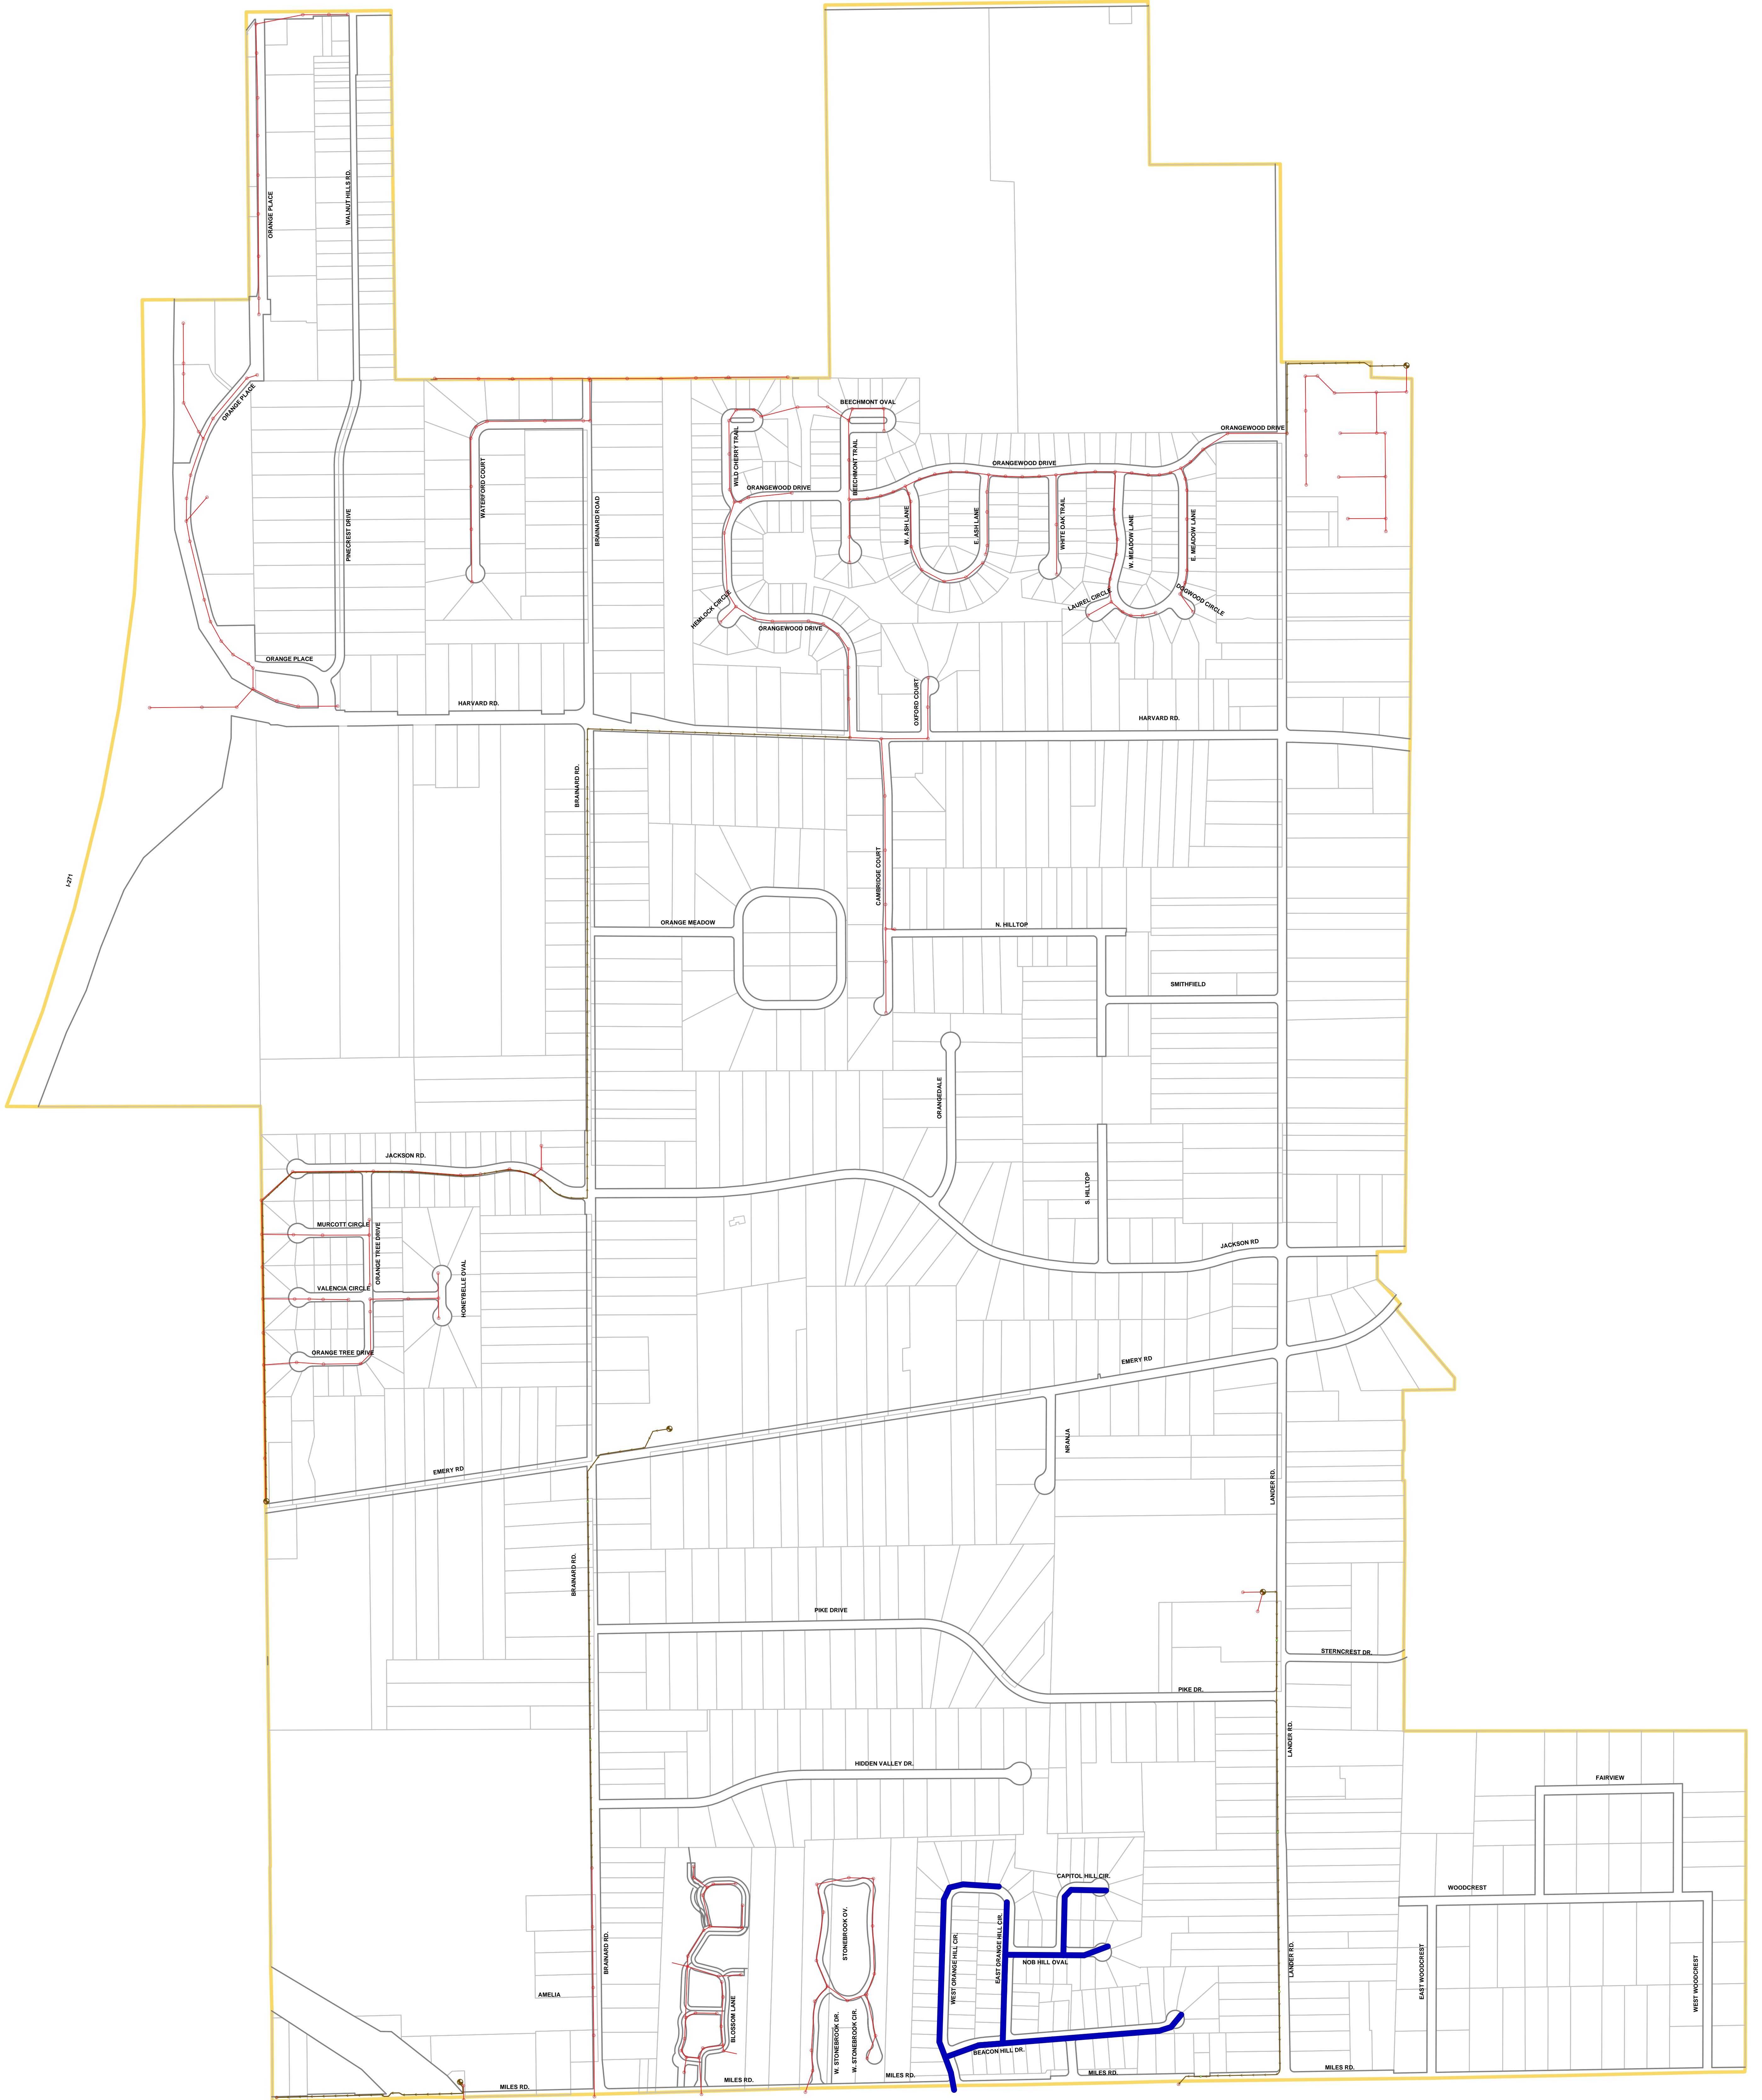 ORANGE PLACE
WALNUT HILLS RD.
ORANGE PLACE
BEECHMONT OVAL
ORANGEWOOD DRIVE
WILD CHERRY TRAIL
BEECHMONT TRAIL
ORANGEWOOD DRIVE
ORANGEWOOD DRIVE
WATERFORD COURT
BRAINARD ROAD
PINECREST DRIVE
W. ASH LANE
E. ASH LANE
WHITE OAK TRAIL
W. MEADOW LANE
E. MEADOW LANE
HEMLOCK CIRCLE
ORANGEWOOD DRIVE
LAUREL CIRCLE
DOGWOOD CIRCLE
ORANGE PLACE
HARVARD RD.
OXFORD COURT
HARVARD RD.
BRAINARD RD.
I-271
CAMBRIDGE COURT
ORANGE MEADOW
N. HILLTOP
SMITHFIELD
ORANGEDALE
JACKSON RD.
S. HILLTOP
MURCOTT CIRCLE
ORANGE TREE DRIVE
JACKSON RD
VALENCIA CIRCLE
HONEYBELLE OVAL
ORANGE TREE DRIVE
EMERY RD
NRANJA
EMERY RD
LANDER RD.
BRAINARD RD.
PIKE DRIVE
STERNCREST DR.
PIKE DR.
LANDER RD.
HIDDEN VALLEY DR.
FAIRVIEW
CAPITOL HILL CIR.
WOODCREST
STONEBROOK OV.
WEST ORANGE HILL CIR.
EAST ORANGE HILL CIR.
BRAINARD RD.
NOB HILL OVAL
LANDER RD.
EAST WOODCREST
WEST WOODCREST
AMELIA
BLOSSOM LANE
W. STONEBROOK DR.
W. STONEBROOK CIR.
BEACON HILL DR.
MILES RD.
MILES RD.
MILES RD.
MILES RD.
MILES RD.